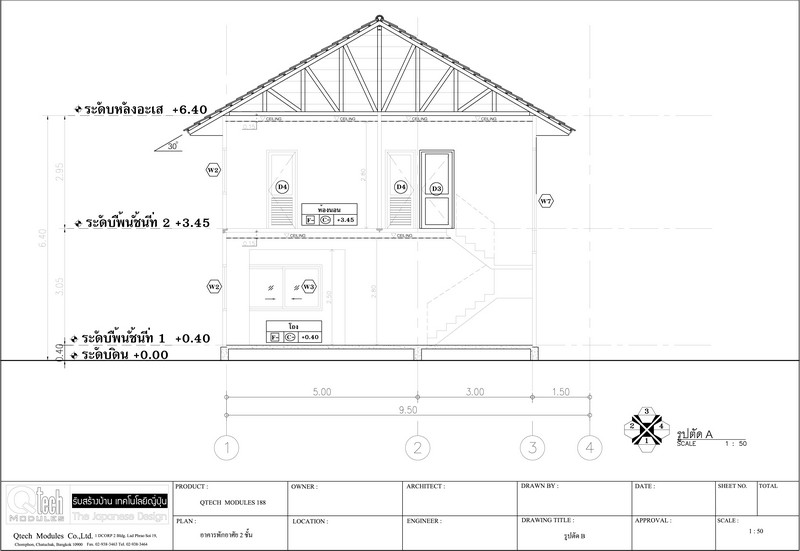 ระดับหลังอะเส +6.40
30°
CEILING CEILING CEILING CEILING
W2
D4
D4
D3
W7
2.95
2.80
ห้องนอน
F- C- +3.45
ระดับพื้นชั้นที่ 2 +3.45
CEILING CEILING
6.40
3.05
W2
W3
2.50
2.80
โถง
F- C- +0.40
ระดับพื้นชั้นที่ 1 +0.40
0.40
ระดับดิน +0.00
5.00 3.00 1.50
9.50
1 2 3 4
3
2 4
1
รูปตัด A
SCALE 1 : 50
Qtech MODULES
รับสร้างบ้าน เทคโนโลยีญี่ปุ่น
The Japanese Design
Qtech Modules Co.,Ltd. 3 UCORP 2 Bldg. Lad Phrao Soi 19,
Chomphon, Chatuchak, Bangkok 10900 Fax. 02-938-3463 Tel. 02-938-3464
PRODUCT :
QTECH MODULES 188
PLAN :
อาคารพักอาศัย 2 ชั้น
OWNER :
LOCATION :
ARCHITECT :
ENGINEER :
DRAWN BY :
DRAWING TITLE :
รูปตัด B
DATE :
APPROVAL :
SHEET NO. TOTAL
SCALE :
1 : 50